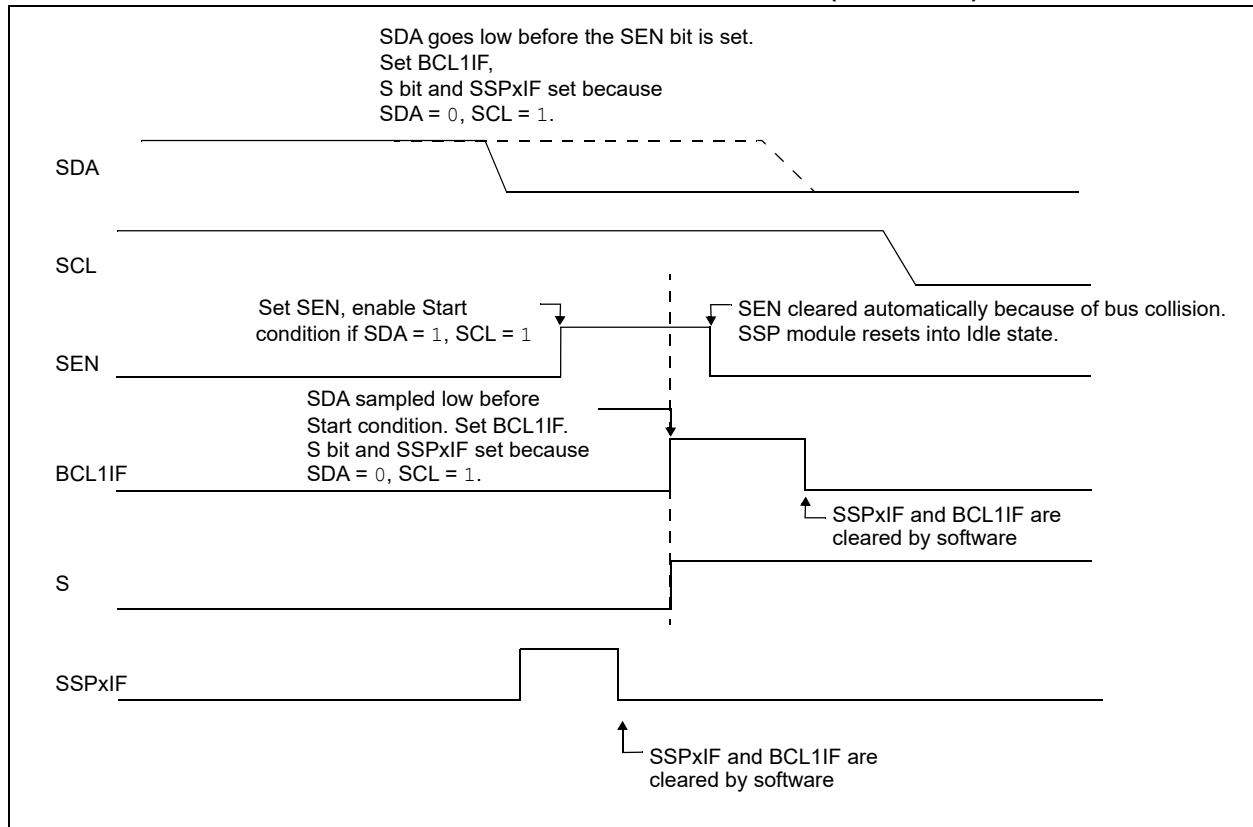 SDA goes low before the SEN bit is set.
Set BCL1IF,
S bit and SSPxIF set because
SDA = 0, SCL = 1.
SDA
SCL
Set SEN, enable Start
condition if SDA = 1, SCL = 1
SEN cleared automatically because of bus collision.
SSP module resets into Idle state.
SEN
SDA sampled low before
Start condition. Set BCL1IF.
S bit and SSPxIF set because
SDA = 0, SCL = 1.
BCL1IF
SSPxIF and BCL1IF are
cleared by software
S
SSPxIF
SSPxIF and BCL1IF are
cleared by software